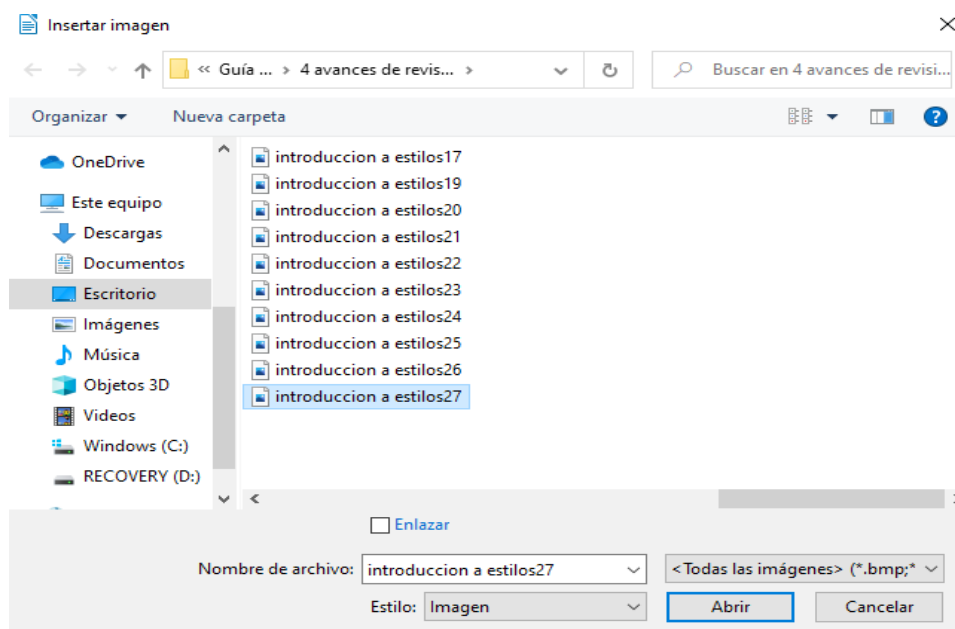 Insertar imagen
« Guía ... › 4 avances de revis... ›
Buscar en 4 avances de revisi...
Organizar
Nueva carpeta
?
OneDrive
Este equipo
Descargas
Documentos
Escritorio
Imágenes
Música
Objetos 3D
Videos
Windows (C:)
RECOVERY (D:)
introduccion a estilos17
introduccion a estilos19
introduccion a estilos20
introduccion a estilos21
introduccion a estilos22
introduccion a estilos23
introduccion a estilos24
introduccion a estilos25
introduccion a estilos26
introduccion a estilos27
Enlazar
Nombre de archivo: introduccion a estilos27
<Todas las imágenes> (*.bmp;*
Estilo: Imagen
Abrir
Cancelar